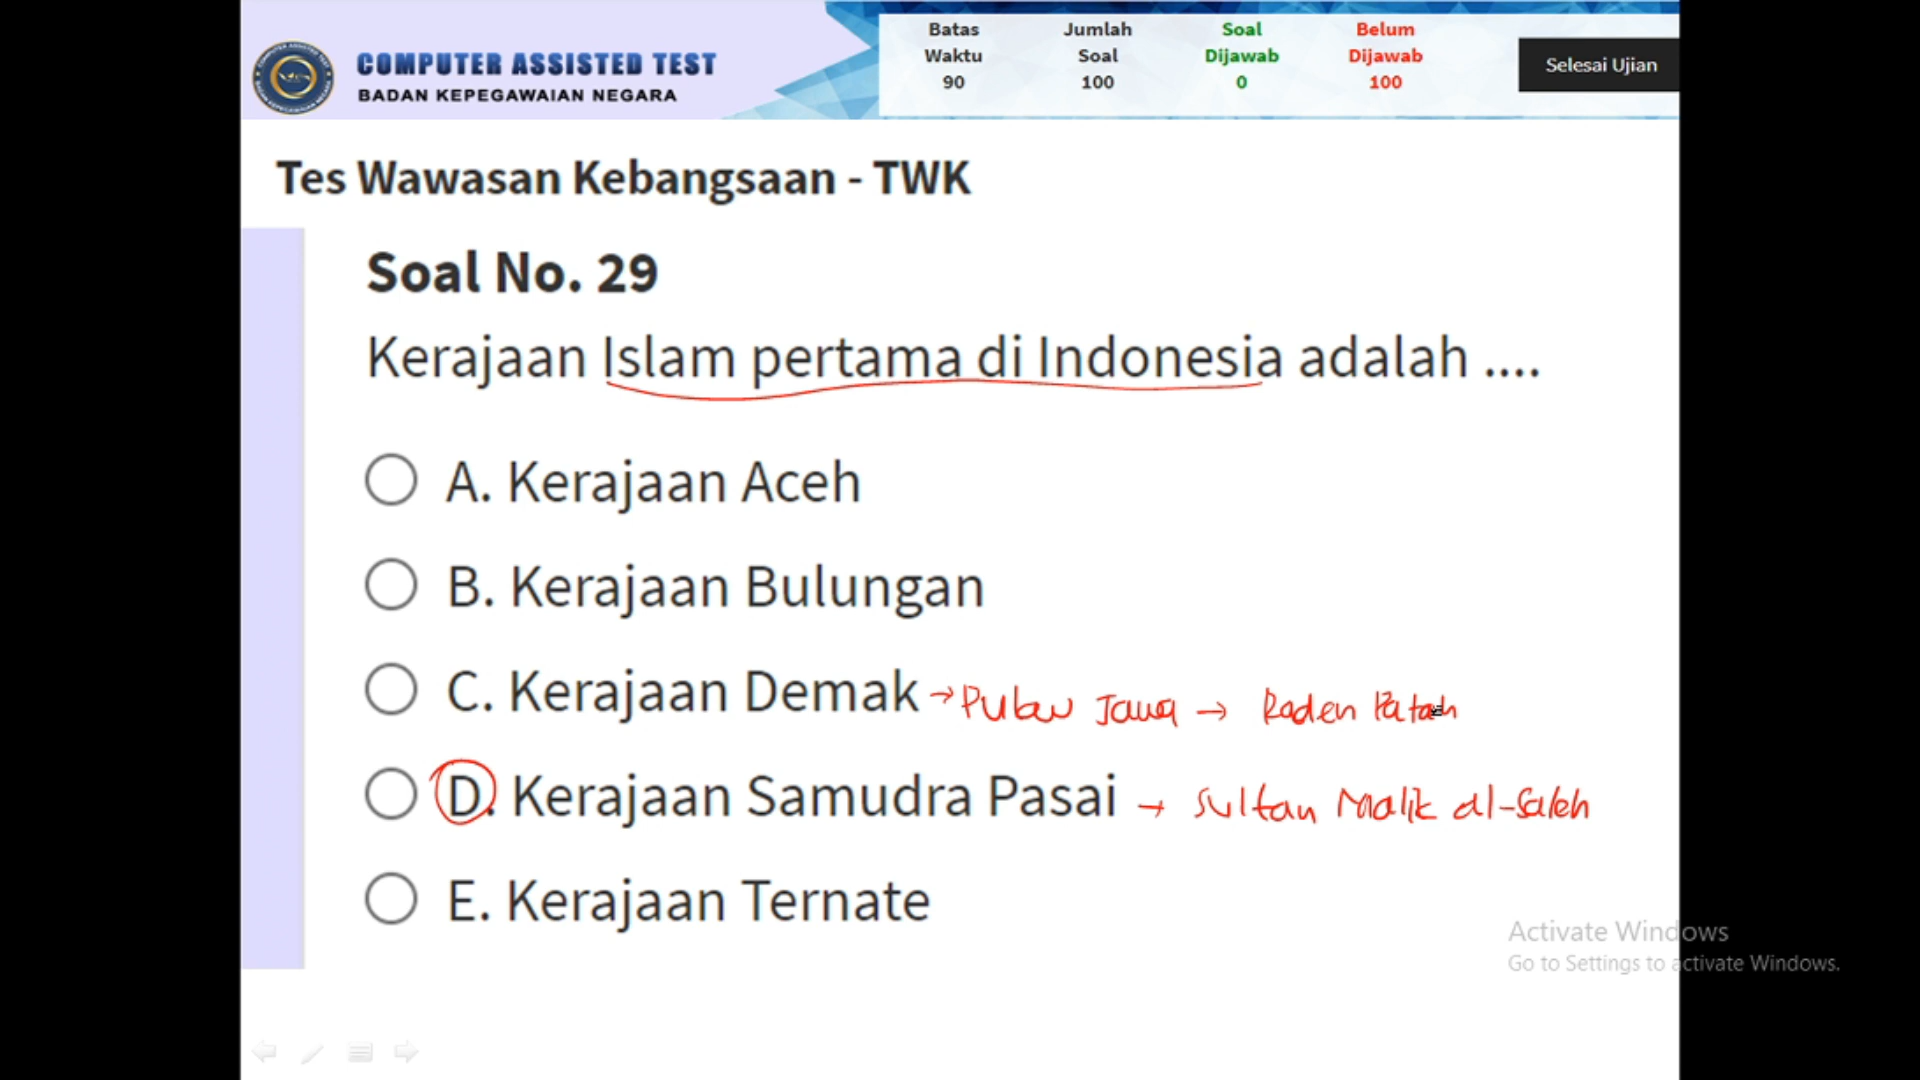 COMPUTER ASSISTED TEST
BADAN KEPEGAWAIAN NEGARA
Batas Waktu 90
Jumlah Soal 100
Soal Dijawab 0
Belum Dijawab 100
Selesai Ujian
Tes Wawasan Kebangsaan - TWK
Soal No. 29
Kerajaan Islam pertama di Indonesia adalah ....
A. Kerajaan Aceh
B. Kerajaan Bulungan
C. Kerajaan Demak → Pulau Jawa → Raden Patah
D. Kerajaan Samudra Pasai → Sultan Malik al-Saleh
E. Kerajaan Ternate
Activate Windows
Go to Settings to activate Windows.